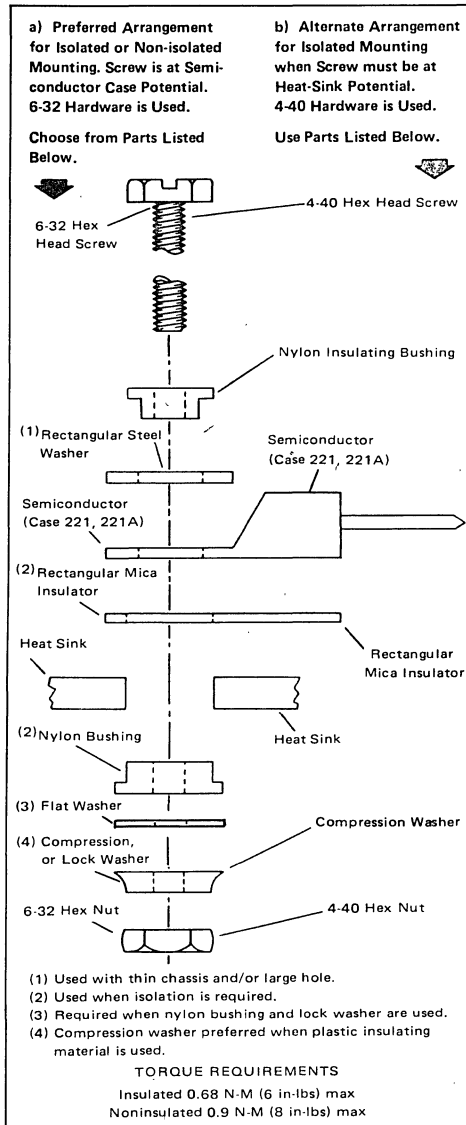 a) Preferred Arrangement
for Isolated or Non-isolated
Mounting. Screw is at Semi-
conductor Case Potential.
6-32 Hardware is Used.
Choose from Parts Listed
Below.
b) Alternate Arrangement
for Isolated Mounting
when Screw must be at
Heat-Sink Potential.
4-40 Hardware is Used.
Use Parts Listed Below.
6-32 Hex
Head Screw
4-40 Hex Head Screw
Nylon Insulating Bushing
(1) Rectangular Steel
Washer
Semiconductor
(Case 221, 221A)
Semiconductor
(Case 221, 221A)
(2) Rectangular Mica
Insulator
Rectangular
Mica Insulator
Heat Sink
Heat Sink
(2) Nylon Bushing
(3) Flat Washer
(4) Compression,
or Lock Washer
Compression Washer
6-32 Hex Nut
4-40 Hex Nut
(1) Used with thin chassis and/or large hole.
(2) Used when isolation is required.
(3) Required when nylon bushing and lock washer are used.
(4) Compression washer preferred when plastic insulating
material is used.
TORQUE REQUIREMENTS
Insulated 0.68 N-M (6 in-lbs) max
Noninsulated 0.9 N-M (8 in-lbs) max